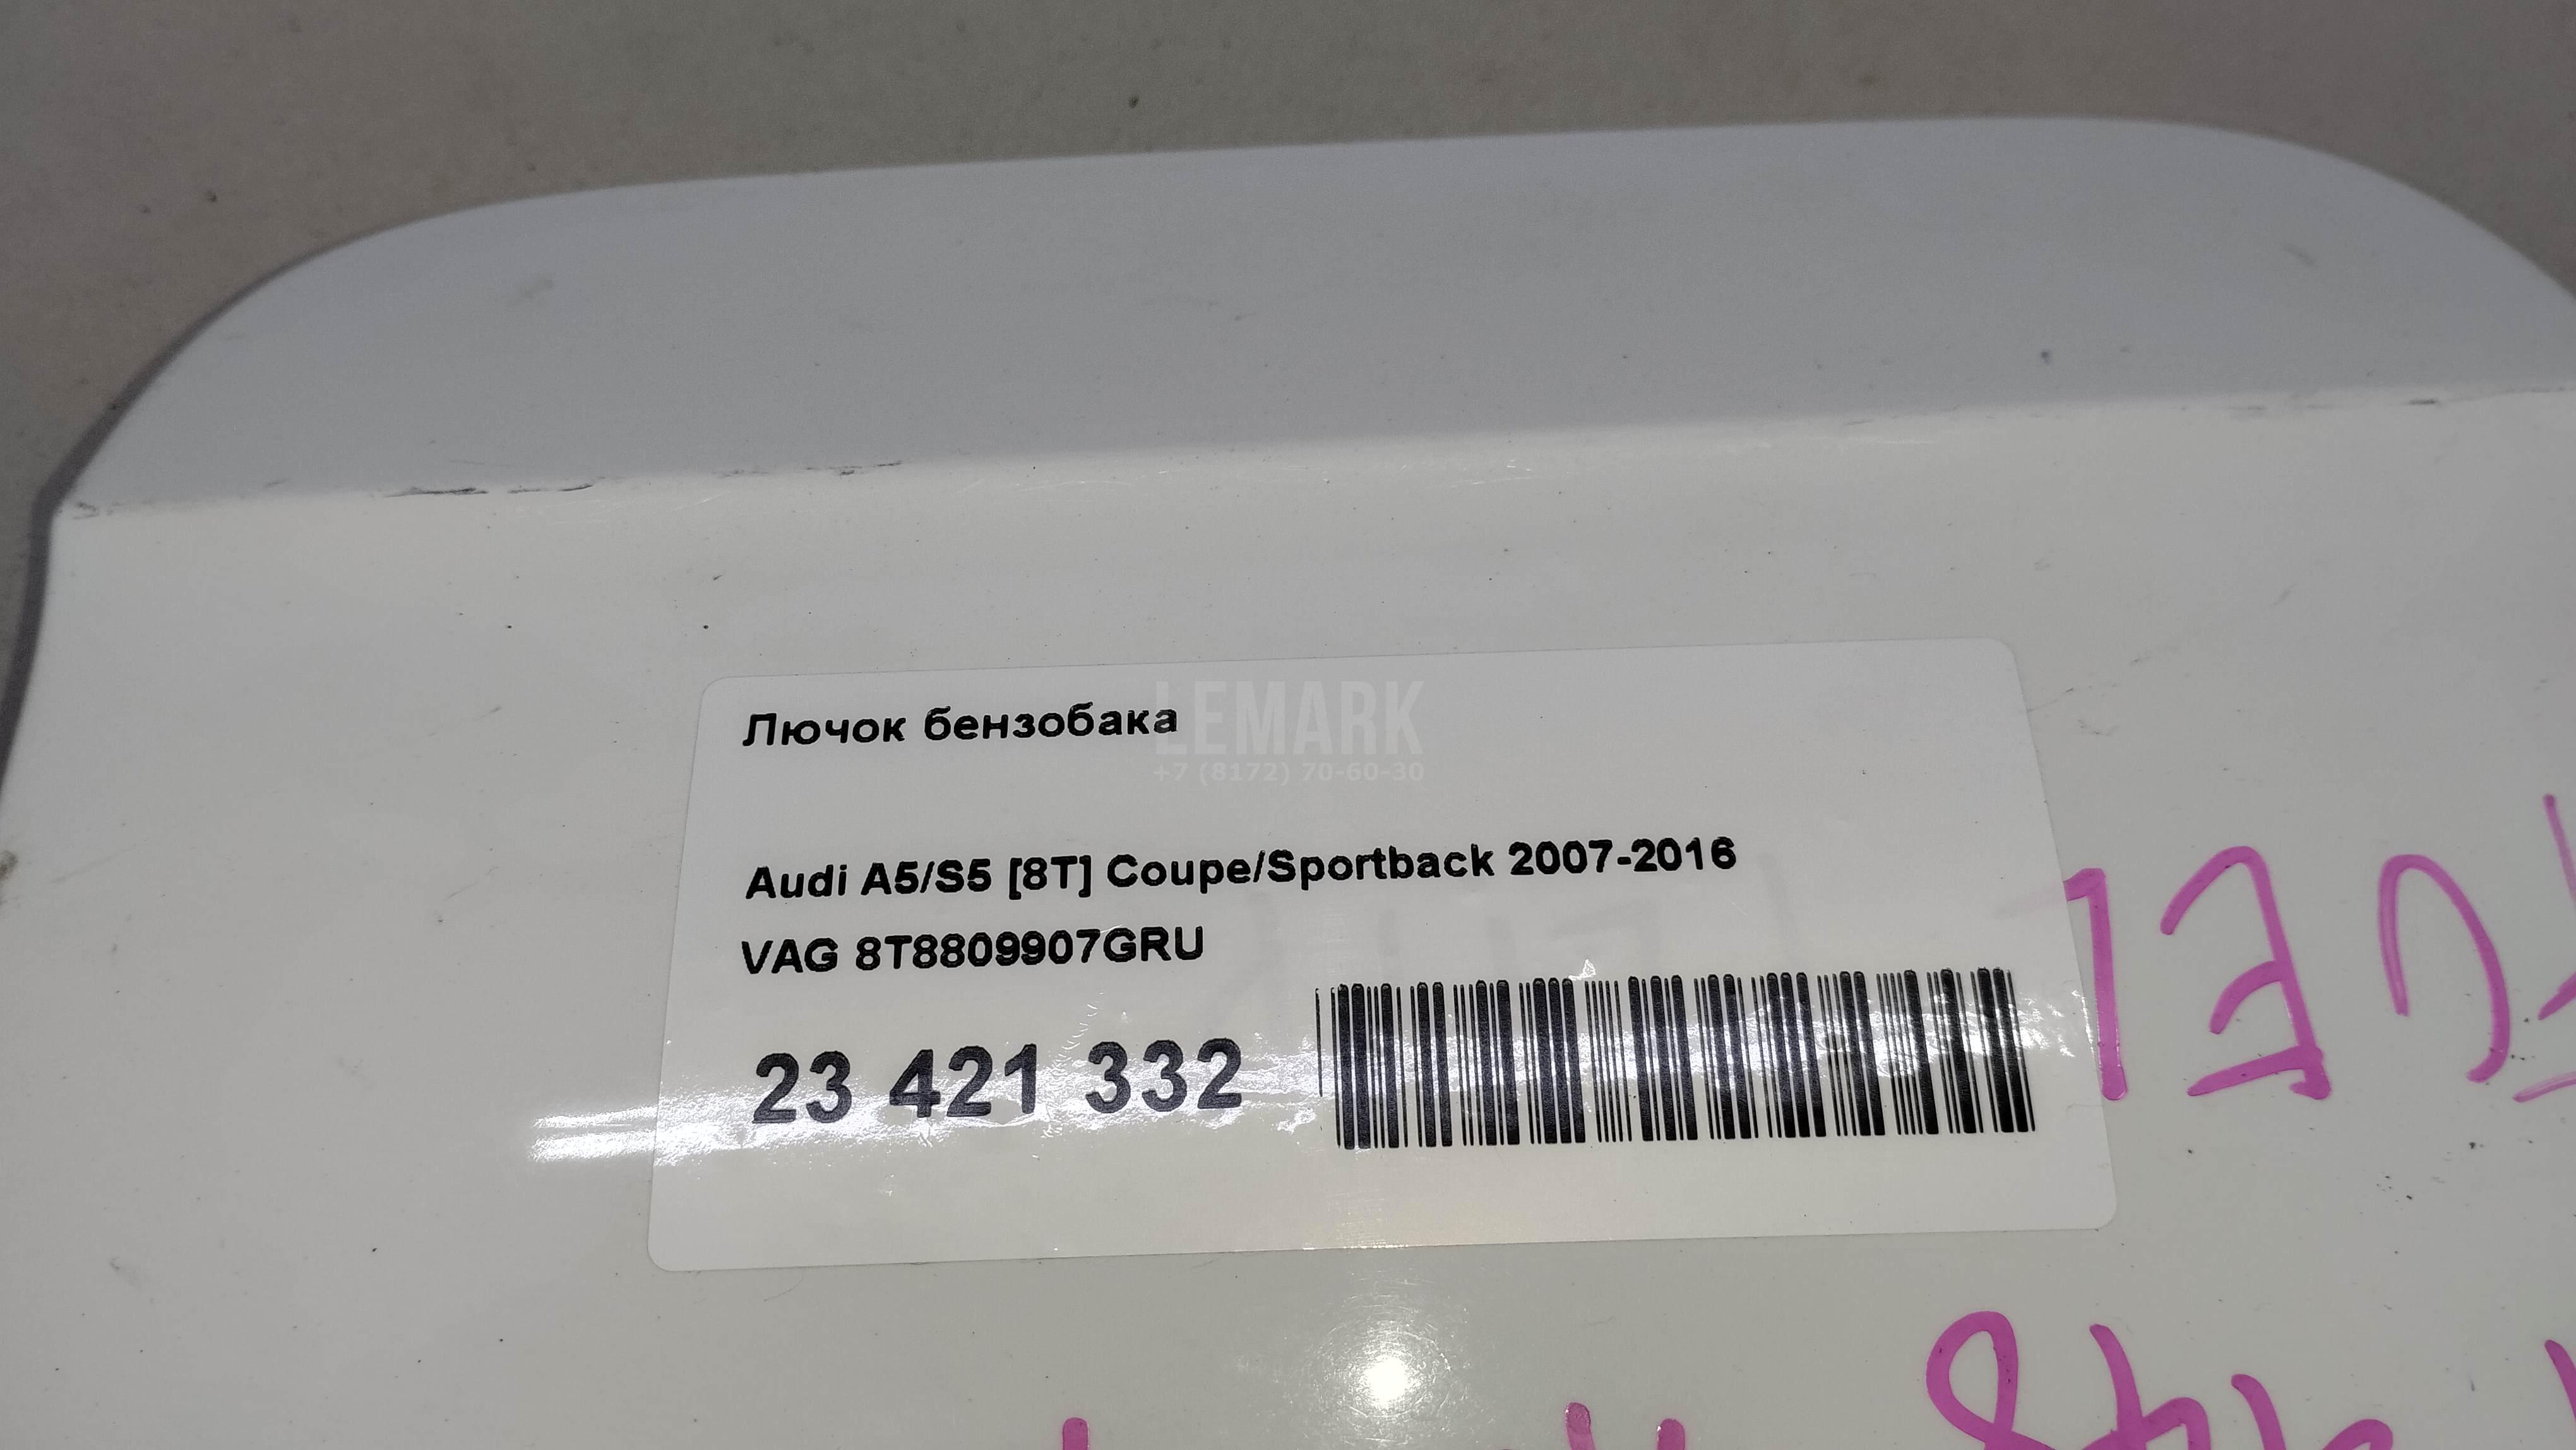 Лючок бензобака
LEMARK
+7 (8172) 70-60-30
Audi A5/S5 [8T] Coupe/Sportback 2007-2016
VAG 8T8809907GRU
23 421 332